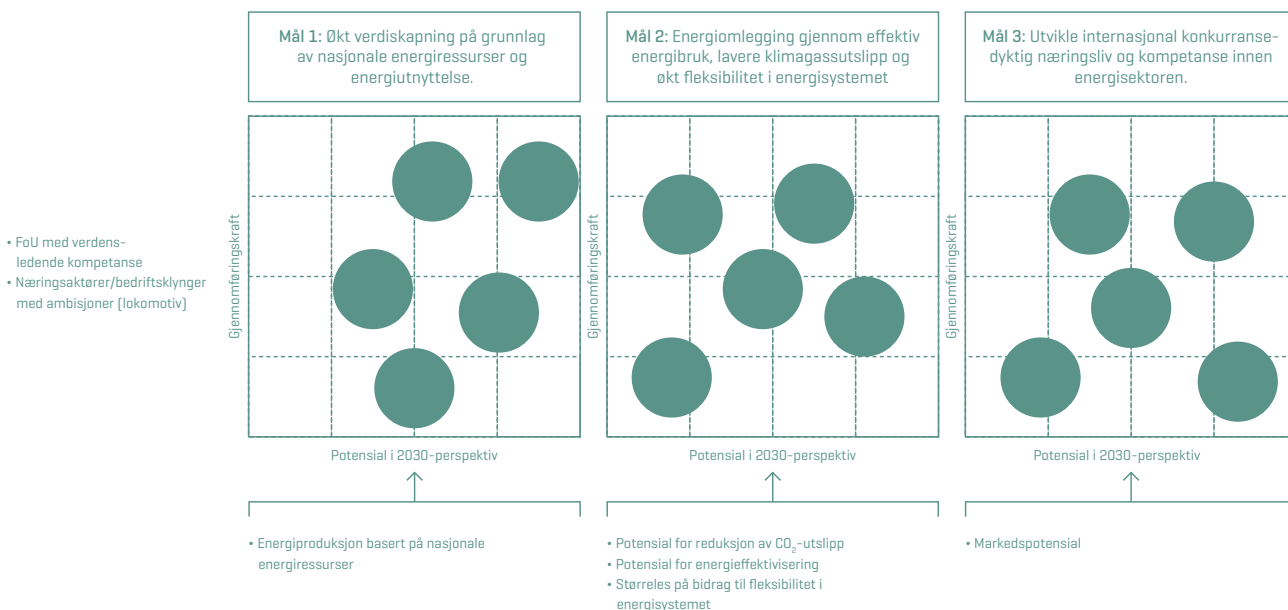 Mål 1: Økt verdiskapning på grunnlag
av nasjonale energiressurser og
energiutnyttelse.
Mål 2: Energiomlegging gjennom effektiv
energibruk, lavere klimagassutslipp og
økt fleksibilitet i energisystemet
Mål 3: Utvikle internasjonal konkurranse-
dyktig næringsliv og kompetanse innen
energisektoren.
• FoU med verdens-
ledende kompetanse
• Næringsaktører/bedriftsklynger
med ambisjoner (lokomotiv)
Gjennomføringskraft
Gjennomføringskraft
Gjennomføringskraft
Potensial i 2030-perspektiv
Potensial i 2030-perspektiv
Potensial i 2030-perspektiv
• Energiproduksjon basert på nasjonale
energiressurser
• Potensial for reduksjon av CO₂-utslipp
• Potensial for energieffektivisering
• Størreles på bidrag til fleksibilitet i
energisystemet
• Markedspotensial